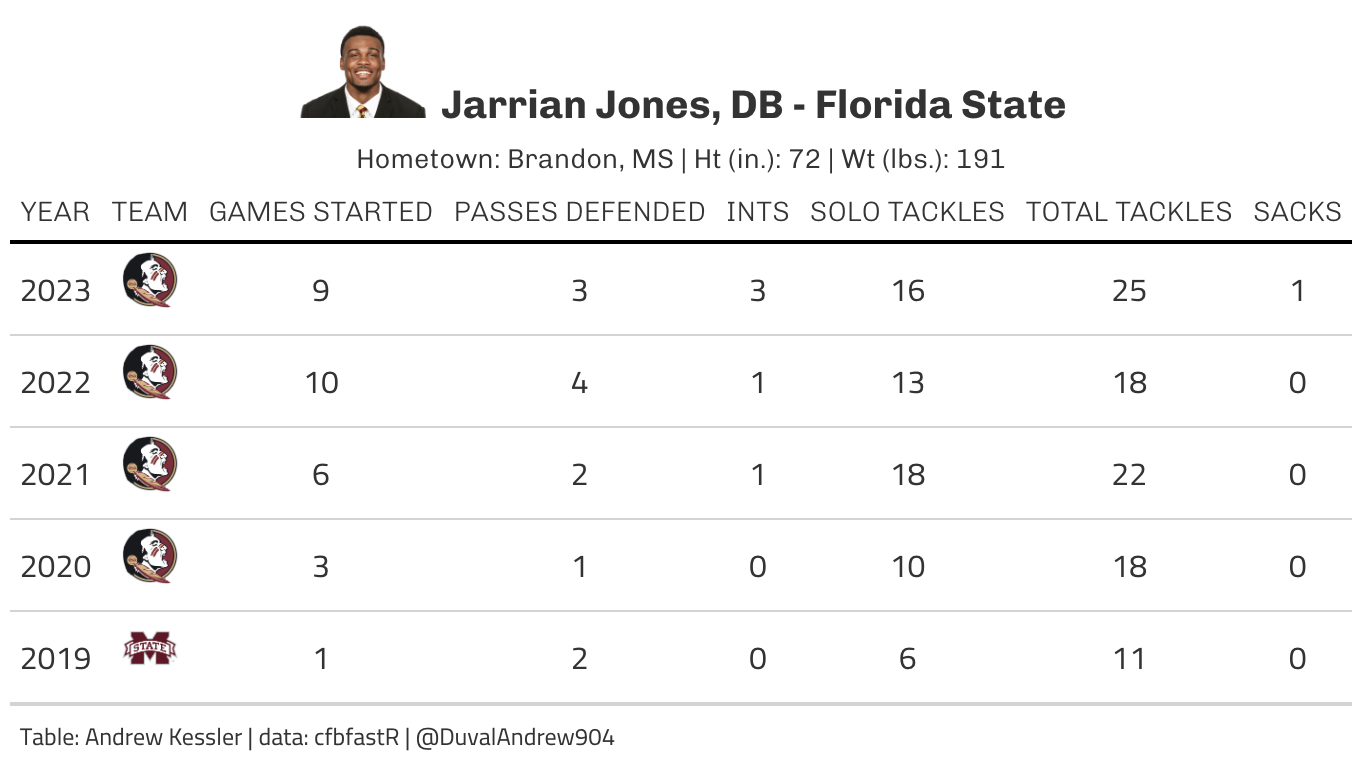 Jarrian Jones, DB - Florida State
Hometown: Brandon, MS | Ht (in.): 72 | Wt (lbs.): 191
YEAR TEAM GAMES STARTED PASSES DEFENDED INTS SOLO TACKLES TOTAL TACKLES SACKS
2023 9 3 3 16 25 1
2022 10 4 1 13 18 0
2021 6 2 1 18 22 0
2020 3 1 0 10 18 0
2019 STATE 1 2 0 6 11 0
Table: Andrew Kessler | data: cfbfastR | @DuvalAndrew904